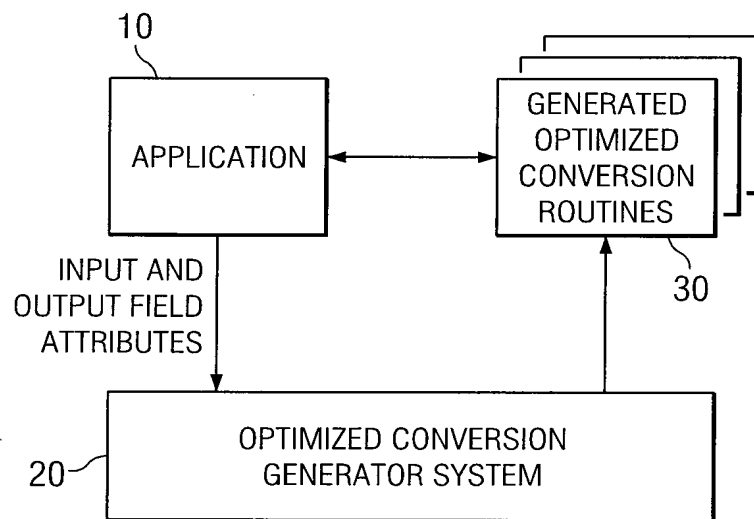 10
APPLICATION
GENERATED
OPTIMIZED
CONVERSION
ROUTINES
30
INPUT AND
OUTPUT FIELD
ATTRIBUTES
OPTIMIZED CONVERSION
GENERATOR SYSTEM
20